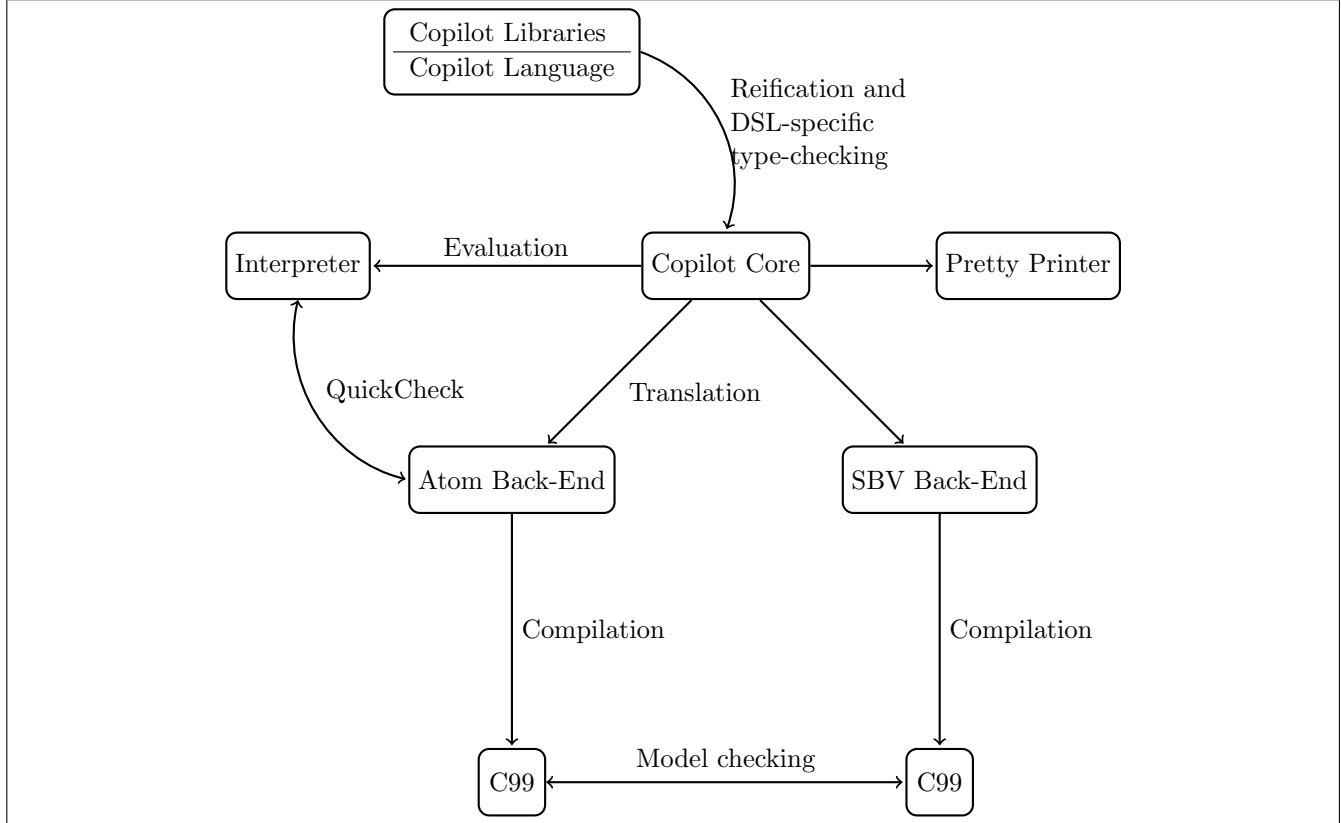 Copilot Libraries
Copilot Language
Reification and
DSL-specific
type-checking
Interpreter
Evaluation
Copilot Core
Pretty Printer
QuickCheck
Translation
Atom Back-End
SBV Back-End
Compilation
Compilation
C99
Model checking
C99